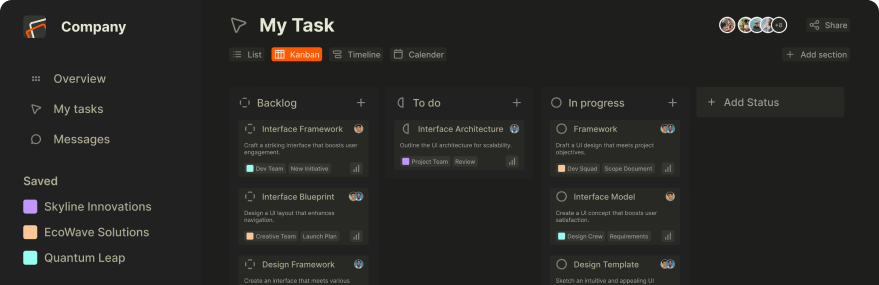 Company
Overview
My tasks
Messages
Saved
Skyline Innovations
EcoWave Solutions
Quantum Leap
My Task
+8
Share
List
Kanban
Timeline
Calender
Add section
Backlog
Interface Framework
Craft a striking interface that boosts user
engagement.
Dev Team
New Initiative
Interface Blueprint
Design a UI layout that enhances
navigation.
Creative Team
Launch Plan
Design Framework
Create an interface that meets various
To do
Interface Architecture
Outline the UI architecture for scalability.
Project Team
Review
In progress
Framework
Draft a UI design that meets project
objectives.
Dev Squad
Scope Document
Interface Model
Create a UI concept that boosts user
satisfaction.
Design Crew
Requirements
Design Template
Sketch an intuitive and appealing UI
Add Status